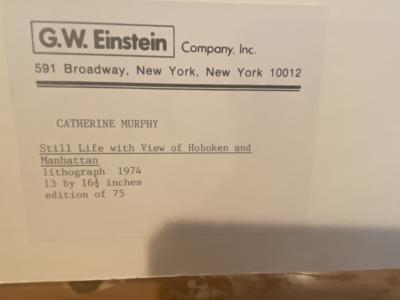 G.W. Einstein Company, Inc.
591 Broadway, New York, New York 10012
CATHERINE MURPHY
Still Life with View of Hoboken and
Manhattan
lithograph 1974
13 by 16½ inches
edition of 75